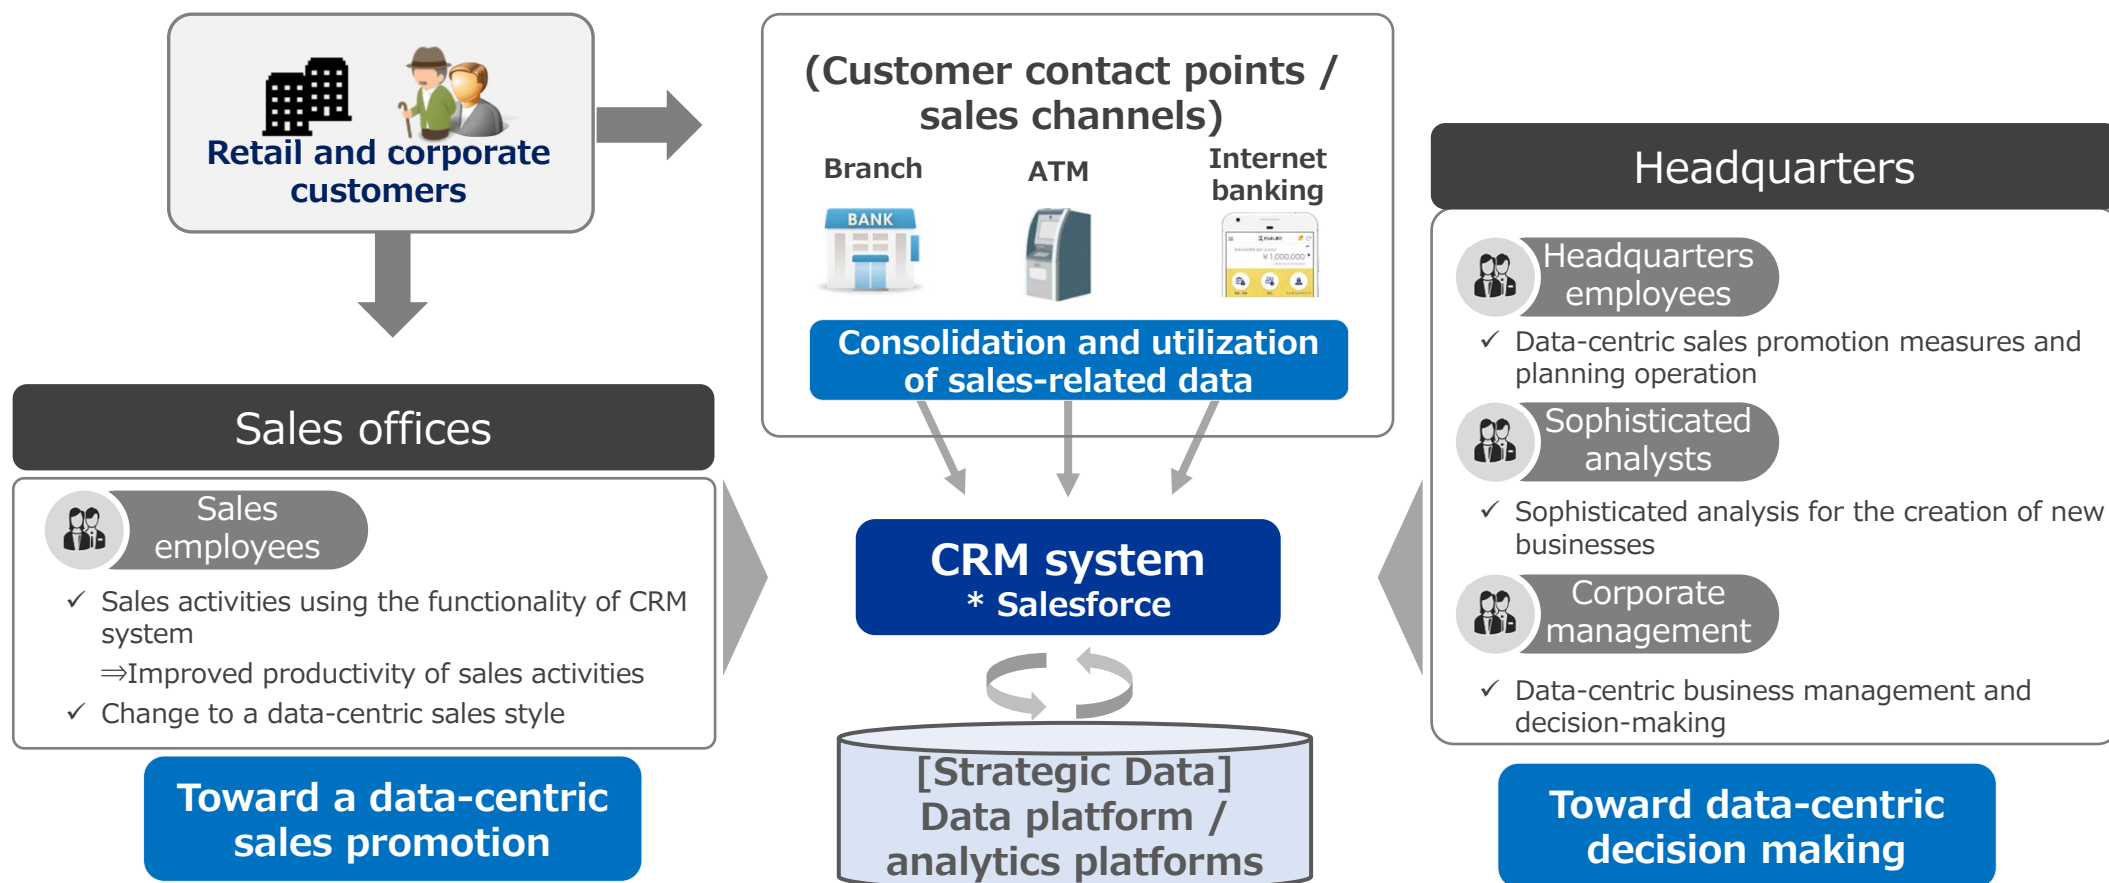 Retail and corporate
customers
(Customer contact points /
sales channels)
Branch
ATM
Internet
banking
BANK
¥1,000,000
Consolidation and utilization
of sales-related data
Sales offices
Sales
employees
✓ Sales activities using the functionality of CRM
system
⇒Improved productivity of sales activities
✓ Change to a data-centric sales style
Toward a data-centric
sales promotion
CRM system
* Salesforce
[Strategic Data]
Data platform /
analytics platforms
Headquarters
Headquarters
employees
✓ Data-centric sales promotion measures and
planning operation
Sophisticated
analysts
✓ Sophisticated analysis for the creation of new
businesses
Corporate
management
✓ Data-centric business management and
decision-making
Toward data-centric
decision making